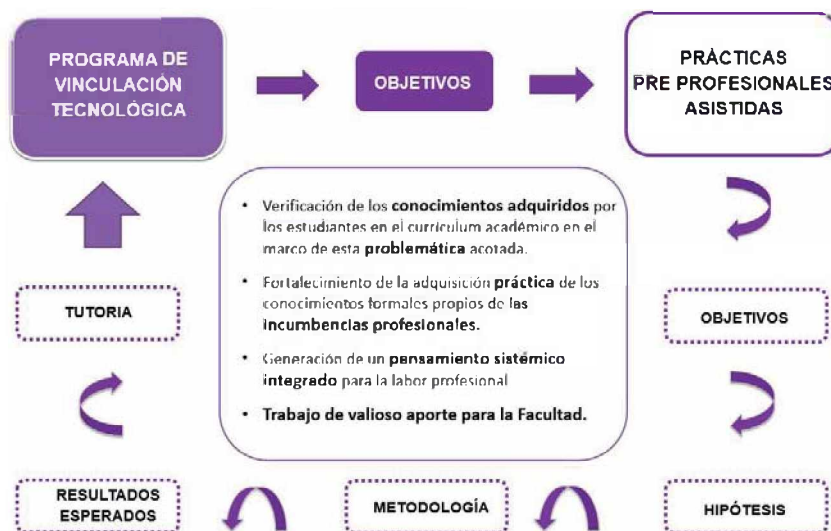 PROGRAMA DE
VINCULACIÓN
TECNOLÓGICA
OBJETIVOS
PRÀCTICAS
PRE PROFESIONALES
ASISTIDAS
• Verificación de los conocimientos adquiridos por
los estudiantes en el currículum académico en el
marco de esta problemática acotada.
• Fortalecimiento de la adquisición práctica de los
conocimientos formales propios de las
incumbencias profesionales.
• Generación de un pensamiento sistémico
integrado para la labor profesional
• Trabajo de valioso aporte para la Facultad.
TUTORIA
OBJETIVOS
RESULTADOS
ESPERADOS
METODOLOGÍA
HIPÓTESIS